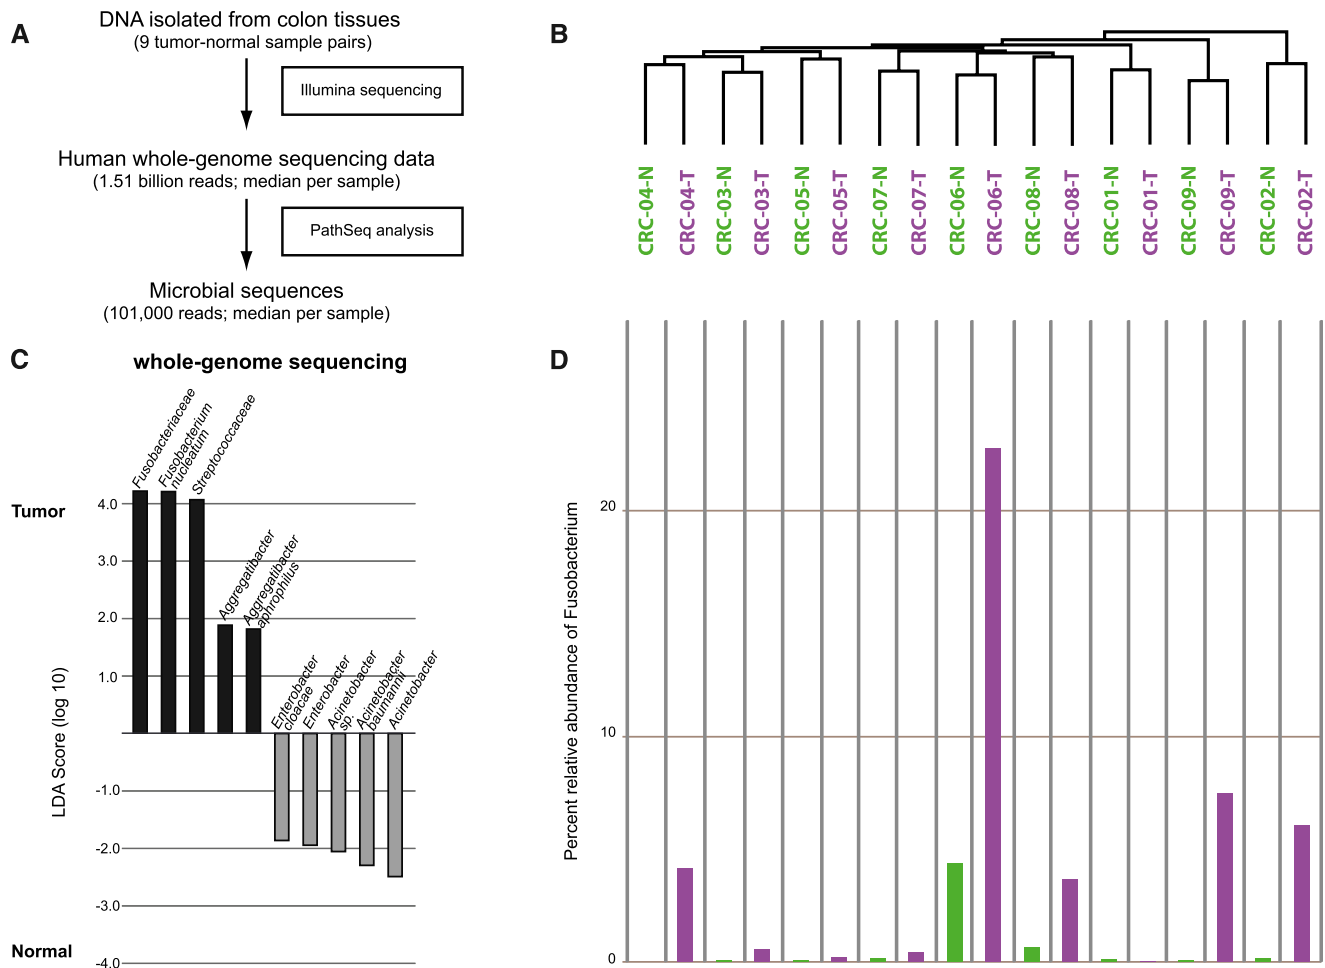 A
DNA isolated from colon tissues
(9 tumor-normal sample pairs)
Illumina sequencing
Human whole-genome sequencing data
(1.51 billion reads; median per sample)
PathSeq analysis
Microbial sequences
(101,000 reads; median per sample)
B
CRC-04-N
CRC-04-T
CRC-03-N
CRC-03-T
CRC-05-N
CRC-05-T
CRC-07-N
CRC-07-T
CRC-06-N
CRC-06-T
CRC-08-N
CRC-08-T
CRC-01-N
CRC-01-T
CRC-09-N
CRC-09-T
CRC-02-N
CRC-02-T
C
whole-genome sequencing
Fusobacteriaceae
Fusobacterium
nucleatum
Streptococcaceae
Aggregatibacter
Aggregatibacter
aphrophilus
Enterobacter
cloacae
Enterobacter
Acinetobacter
sp.
Acinetobacter
baumannii
Acinetobacter
Tumor
Normal
LDA Score (log 10)
4.0
3.0
2.0
1.0
-1.0
-2.0
-3.0
-4.0
D
Percent relative abundance of Fusobacterium
20
10
0